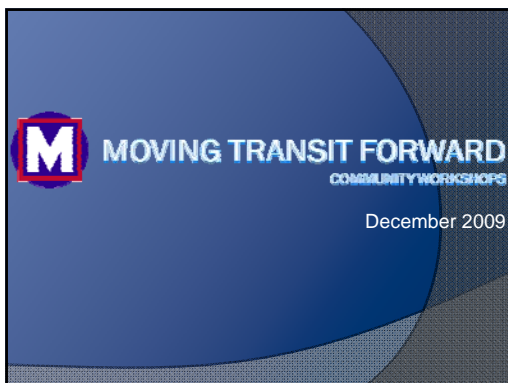 M
MOVING TRANSIT FORWARD
COMMUNITY WORKSHOPS
December 2009